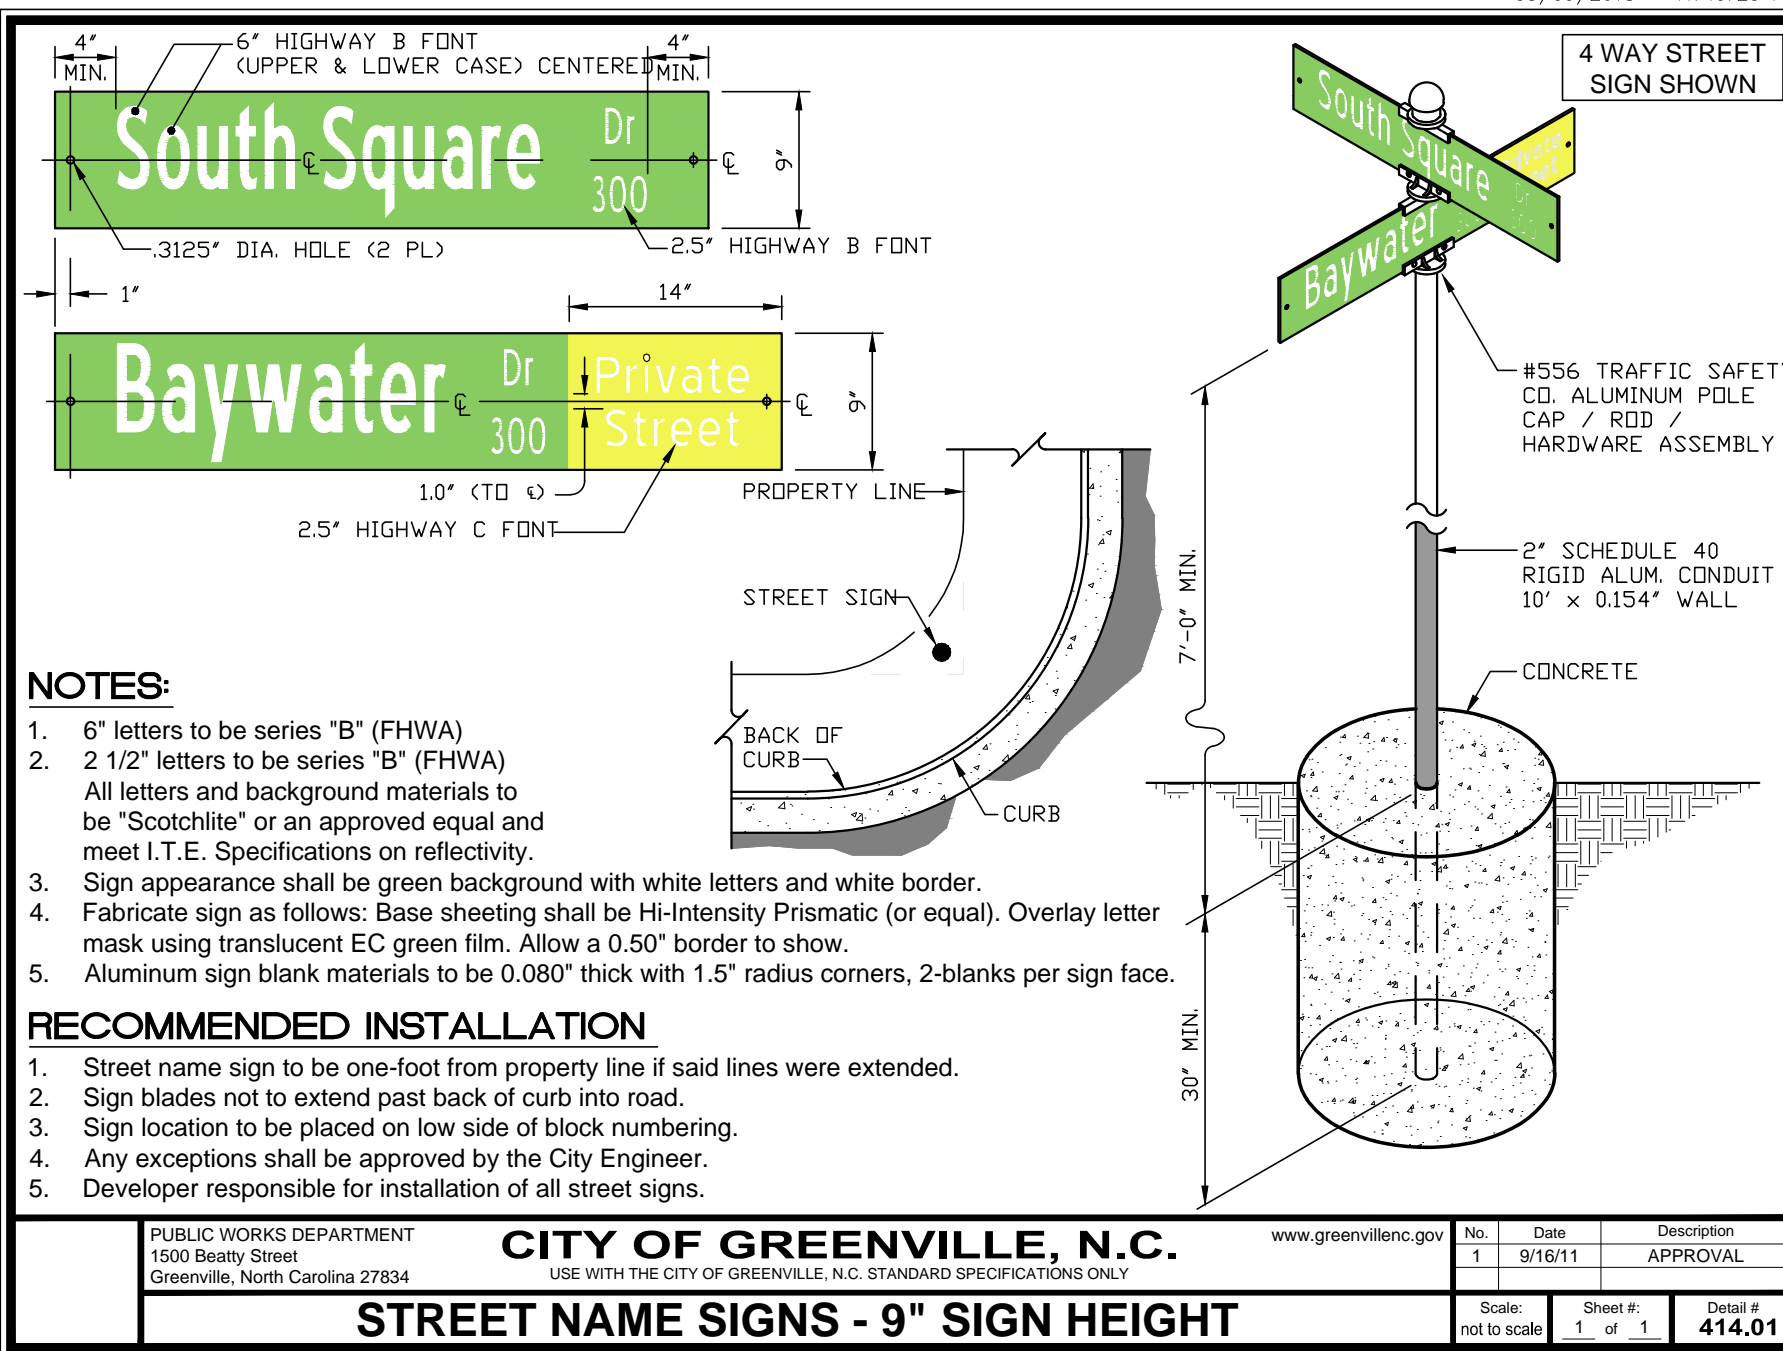 4" MIN.
6" HIGHWAY B FONT
(UPPER & LOWER CASE) CENTERED
4" MIN.
South Square Dr 300
℄
℄
9"
.3125" DIA. HOLE (2 PL)
2.5" HIGHWAY B FONT
1"
14"
Baywater Dr 300
Private
Street
℄
℄
9"
1.0" (TO ℄)
2.5" HIGHWAY C FONT
PROPERTY LINE
STREET SIGN
BACK OF
CURB
CURB
4 WAY STREET
SIGN SHOWN
South Square Dr 300
Baywater
#556 TRAFFIC SAFETY
CO. ALUMINUM POLE
CAP / ROD /
HARDWARE ASSEMBLY
2" SCHEDULE 40
RIGID ALUM. CONDUIT
10' x 0.154" WALL
CONCRETE
7'-0" MIN.
30" MIN.
NOTES:
1. 6" letters to be series "B" (FHWA)
2. 2 1/2" letters to be series "B" (FHWA)
All letters and background materials to
be "Scotchlite" or an approved equal and
meet I.T.E. Specifications on reflectivity.
3. Sign appearance shall be green background with white letters and white border.
4. Fabricate sign as follows: Base sheeting shall be Hi-Intensity Prismatic (or equal). Overlay letter
mask using translucent EC green film. Allow a 0.50" border to show.
5. Aluminum sign blank materials to be 0.080" thick with 1.5" radius corners, 2-blanks per sign face.
RECOMMENDED INSTALLATION
1. Street name sign to be one-foot from property line if said lines were extended.
2. Sign blades not to extend past back of curb into road.
3. Sign location to be placed on low side of block numbering.
4. Any exceptions shall be approved by the City Engineer.
5. Developer responsible for installation of all street signs.
PUBLIC WORKS DEPARTMENT
1500 Beatty Street
Greenville, North Carolina 27834
CITY OF GREENVILLE, N.C.
USE WITH THE CITY OF GREENVILLE, N.C. STANDARD SPECIFICATIONS ONLY
www.greenvillenc.gov
STREET NAME SIGNS - 9" SIGN HEIGHT
No. Date Description
1 9/16/11 APPROVAL
Scale:
not to scale
Sheet #:
1 of 1
Detail #
414.01